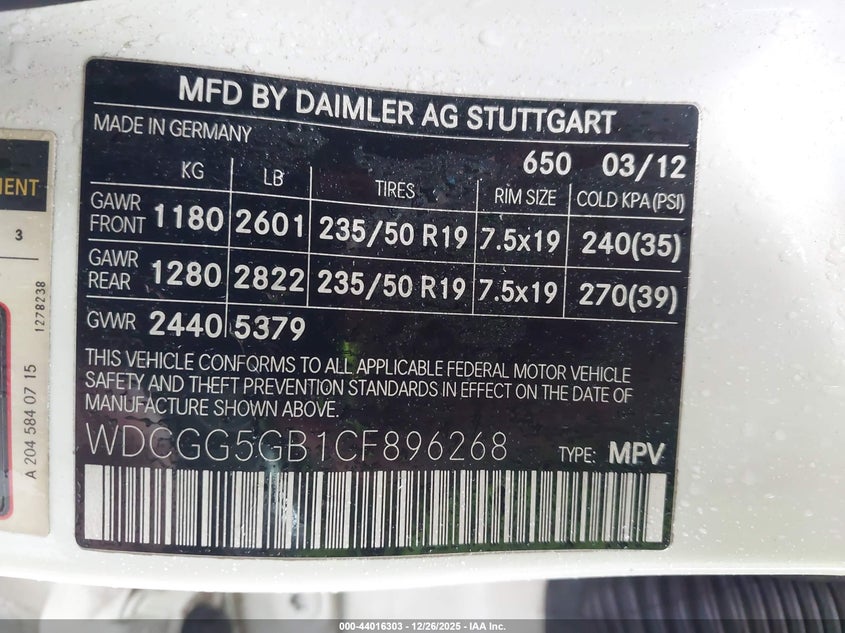 MFD BY DAIMLER AG STUTTGART
MADE IN GERMANY
650 03/12
KG LB TIRES RIM SIZE COLD KPA (PSI)
GAWR FRONT 1180 2601 235/50 R19 7.5x19 240(35)
GAWR REAR 1280 2822 235/50 R19 7.5x19 270(39)
GVWR 2440 5379
THIS VEHICLE CONFORMS TO ALL APPLICABLE FEDERAL MOTOR VEHICLE
SAFETY AND THEFT PREVENTION STANDARDS IN EFFECT ON THE DATE OF
MANUFACTURE SHOWN ABOVE.
WDCGG5GB1CF896268 TYPE: MPV
3
1278238
A 204 584 07 15
000-44016303 - 12/26/2025 - IAA Inc.